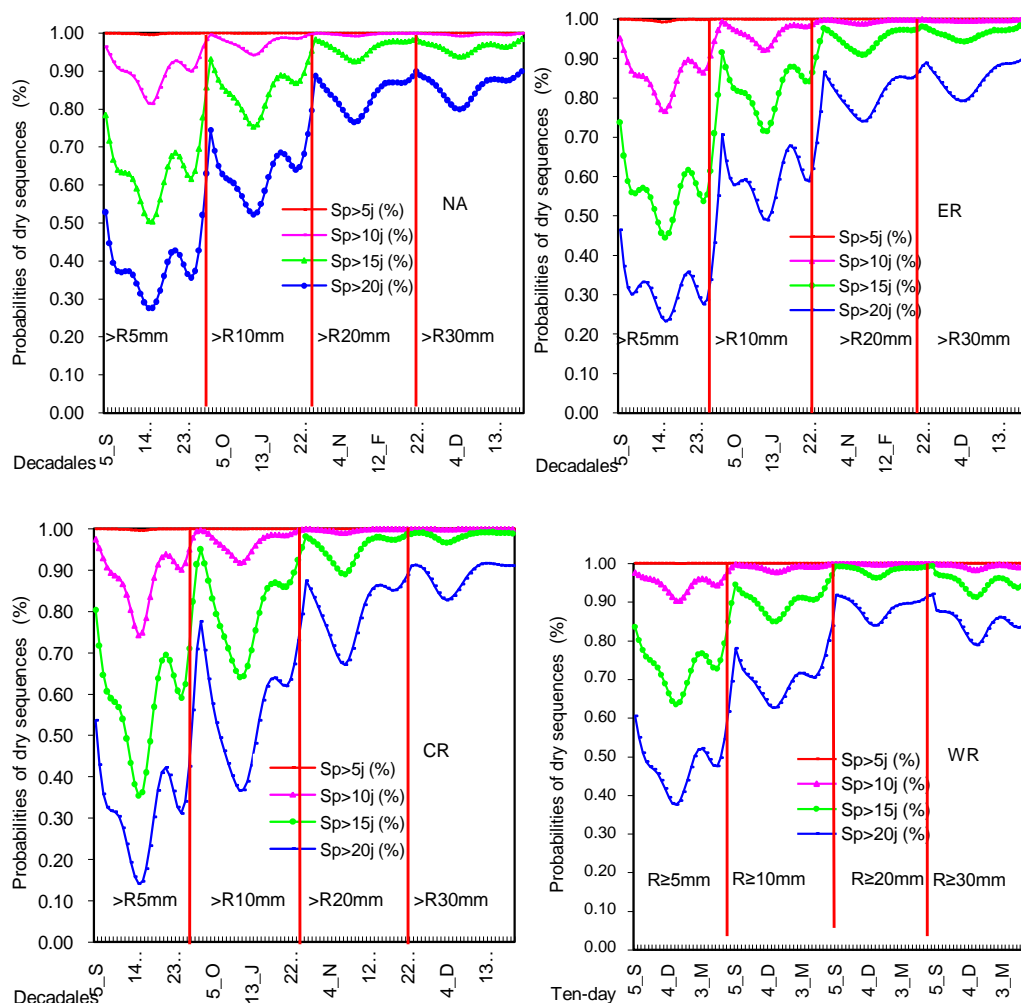 Probabilities of dry sequences (%)
1.00
0.90
0.80
0.70
0.60
0.50
0.40
0.30
0.20
0.10
0.00
NA
Sp>5j (%)
Sp>10j (%)
Sp>15j (%)
Sp>20j (%)
>R5mm
>R10mm
>R20mm
>R30mm
5_S
14..
23..
5_O
13_J
22..
4_N
12_F
22..
4_D
13..
Decadales
Probabilities of dry sequences (%)
1.00
0.90
0.80
0.70
0.60
0.50
0.40
0.30
0.20
0.10
0.00
ER
Sp>5j (%)
Sp>10j (%)
Sp>15j (%)
Sp>20j (%)
>R5mm
>R10mm
>R20mm
>R30mm
5_S
14..
23..
5_O
13_J
22..
4_N
12_F
22..
4_D
13..
Decadales
Probabilities of dry sequences (%)
1.00
0.90
0.80
0.70
0.60
0.50
0.40
0.30
0.20
0.10
0.00
CR
Sp>5j (%)
Sp>10j (%)
Sp>15j (%)
Sp>20j (%)
>R5mm
>R10mm
>R20mm
>R30mm
5_S
14..
23..
5_O
13_J
22..
4_N
12..
22..
4_D
13..
Decadales
Probabilities of dry sequences (%)
1.00
0.90
0.80
0.70
0.60
0.50
0.40
0.30
0.20
0.10
0.00
WR
Sp>5j (%)
Sp>10j (%)
Sp>15j (%)
Sp>20j (%)
R≥5mm
R≥10mm
R≥20mm
R≥30mm
5_S
4_D
3_M
5_S
4_D
3_M
5_S
4_D
3_M
5_S
4_D
3_M
Ten-day